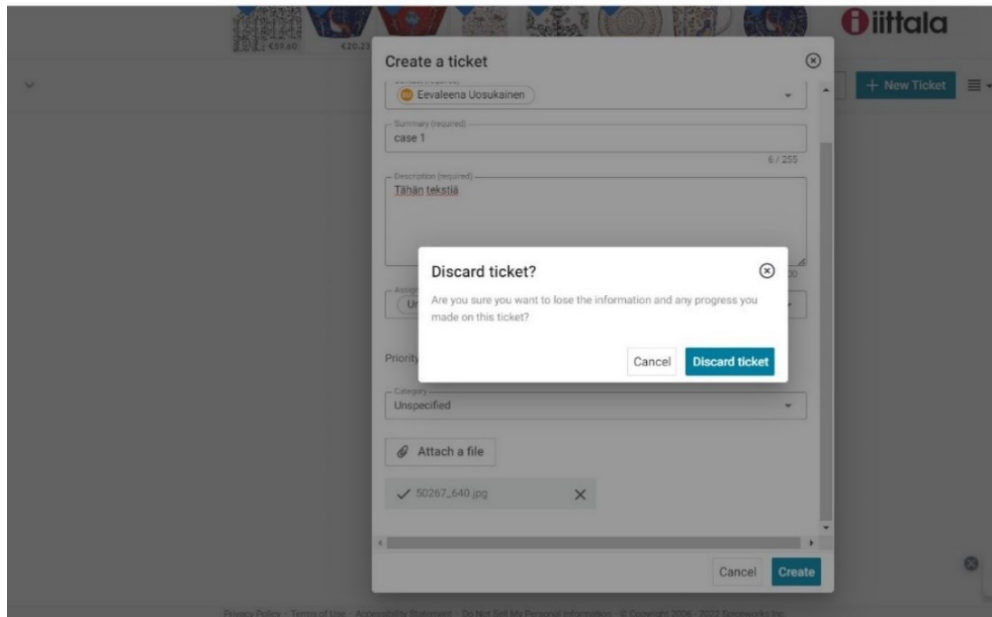 €59.60
€20.23
iittala
Create a ticket
Eevaleena Uosukainen
+ New Ticket
Summary (required)
case 1
6 / 255
Description (required)
Tähän tekstiä
Discard ticket?
Are you sure you want to lose the information and any progress you
made on this ticket?
Cancel
Discard ticket
Priority
Category
Unspecified
Attach a file
50267_640.jpg
Cancel
Create
Privacy Policy - Terms of Use - Accessibility Statement - Do Not Sell My Personal Information - © Copyright 2006 - 2022 Spiceworks Inc.